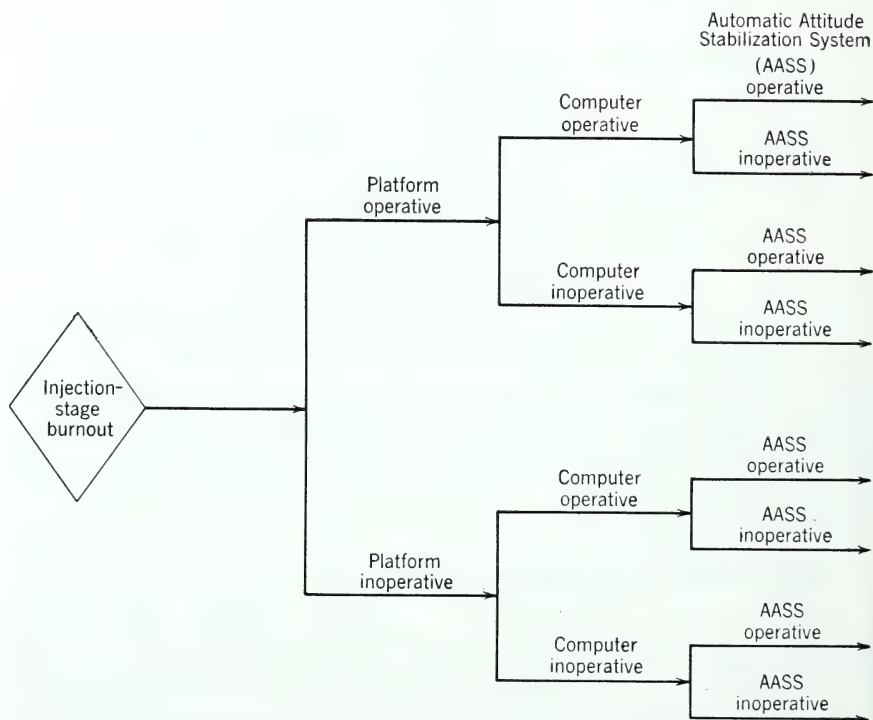 Automatic Attitude
Stabilization System
(AASS)
operative
Computer
operative
AASS
inoperative
Platform
operative
AASS
operative
Computer
inoperative
AASS
inoperative
Injection-
stage
burnout
AASS
operative
Computer
operative
AASS
inoperative
Platform
inoperative
AASS
operative
Computer
inoperative
AASS
inoperative